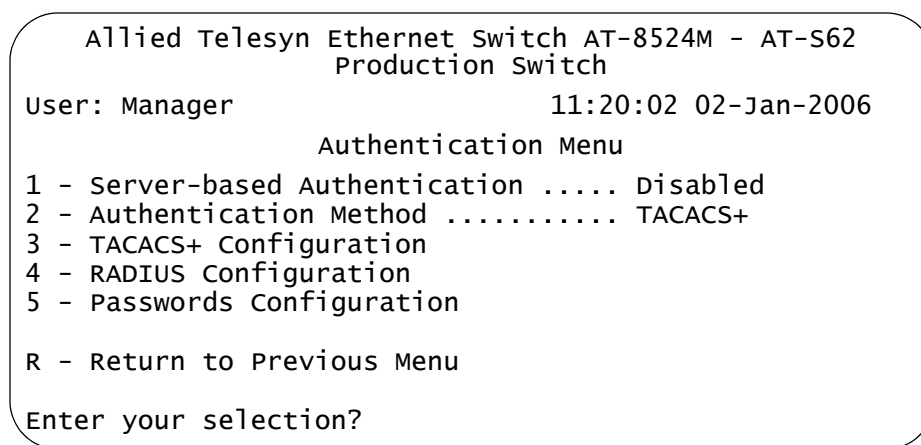 Allied Telesyn Ethernet Switch AT-8524M - AT-S62
Production Switch
User: Manager 11:20:02 02-Jan-2006
Authentication Menu
1 - Server-based Authentication ..... Disabled
2 - Authentication Method ........... TACACS+
3 - TACACS+ Configuration
4 - RADIUS Configuration
5 - Passwords Configuration
R - Return to Previous Menu
Enter your selection?